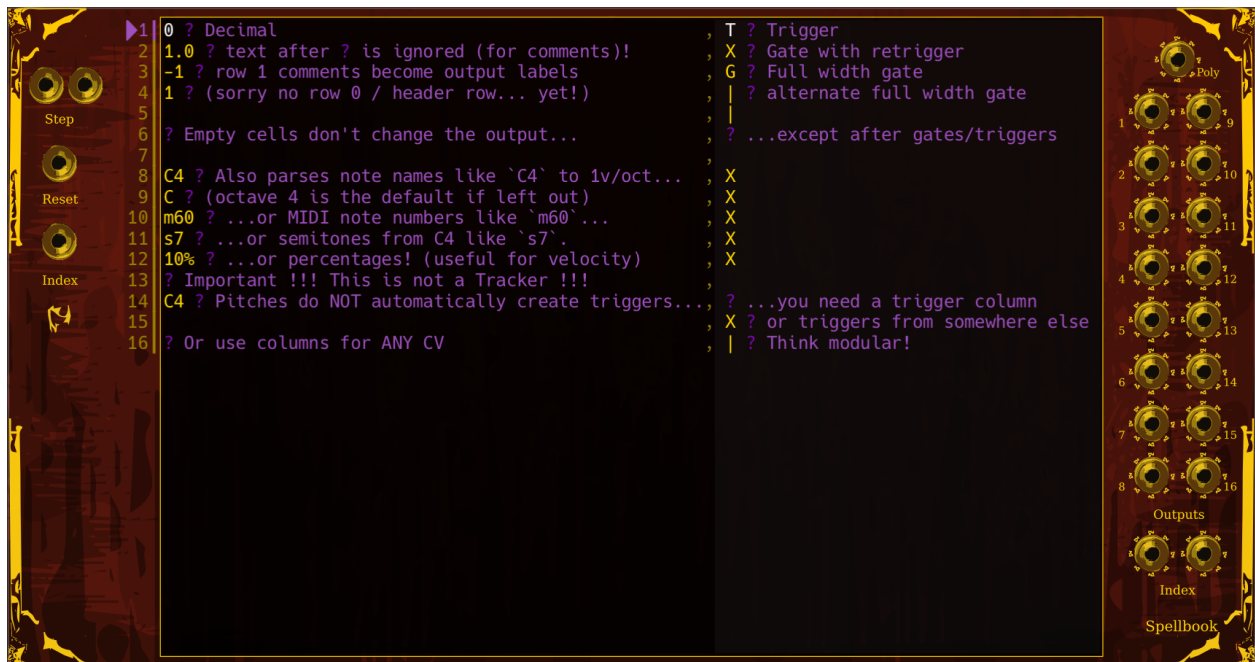 Step
Reset
Index
1 0 ? Decimal , T ? Trigger
2 1.0 ? text after ? is ignored (for comments)! , X ? Gate with retrigger
3 -1 ? row 1 comments become output labels , G ? Full width gate
4 1 ? (sorry no row 0 / header row... yet!) , | ? alternate full width gate
5 , |
6 ? Empty cells don't change the output... , ? ...except after gates/triggers
7 ,
8 C4 ? Also parses note names like `C4` to 1v/oct... , X
9 C ? (octave 4 is the default if left out) , X
10 m60 ? ...or MIDI note numbers like `m60`... , X
11 s7 ? ...or semitones from C4 like `s7`. , X
12 10% ? ...or percentages! (useful for velocity) , X
13 ? Important !!! This is not a Tracker !!! ,
14 C4 ? Pitches do NOT automatically create triggers..., ? ...you need a trigger column
15 , X ? or triggers from somewhere else
16 ? Or use columns for ANY CV , | ? Think modular!
Poly
1 9
2 10
3 11
4 12
5 13
6 14
7 15
8 16
Outputs
Index
Spellbook